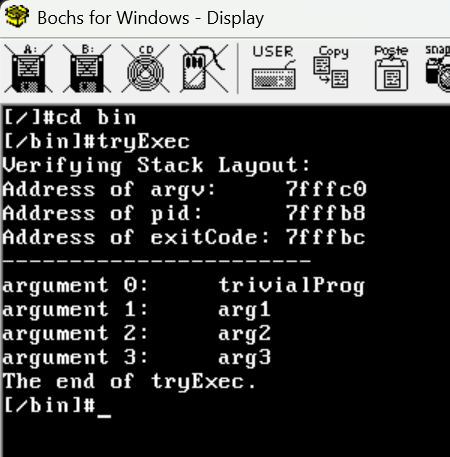 Bochs for Windows - Display
A: B: CD USER Copy Paste snap
[/]#cd bin
[/bin]#tryExec
Verifying Stack Layout:
Address of argv: 7fffc0
Address of pid: 7fffb8
Address of exitCode: 7fffbc
-----------------------
argument 0: trivialProg
argument 1: arg1
argument 2: arg2
argument 3: arg3
The end of tryExec.
[/bin]#_